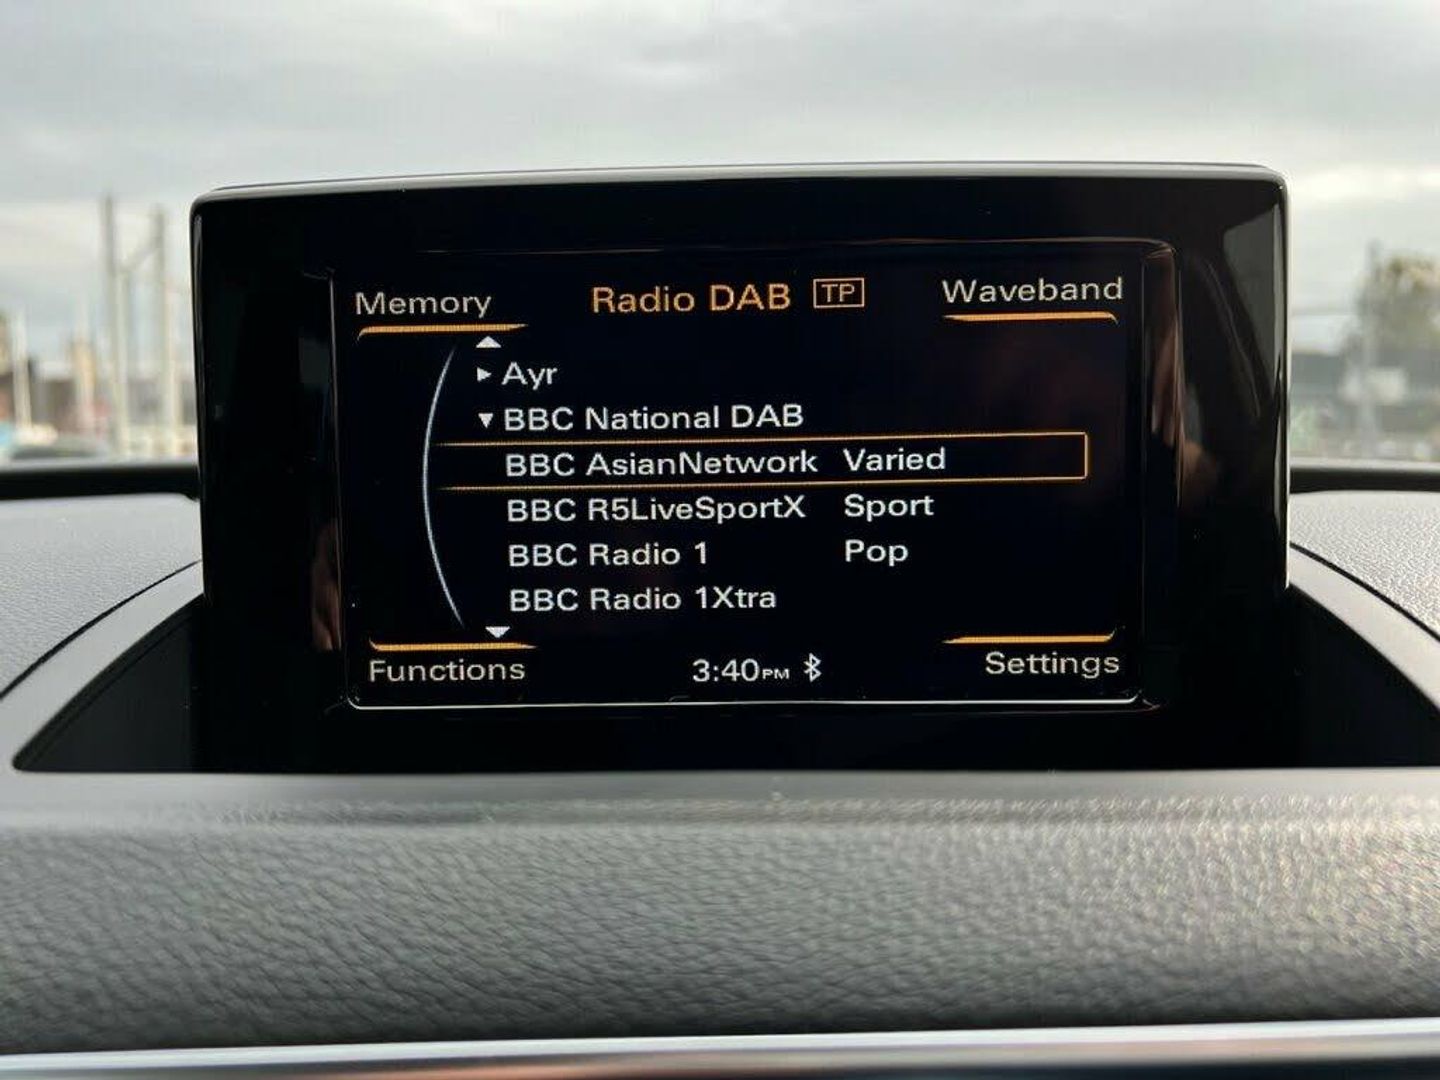 Memory Radio DAB TP Waveband
Ayr
BBC National DAB
BBC AsianNetwork Varied
BBC R5LiveSportX Sport
BBC Radio 1 Pop
BBC Radio 1Xtra
Functions 3:40PM Settings